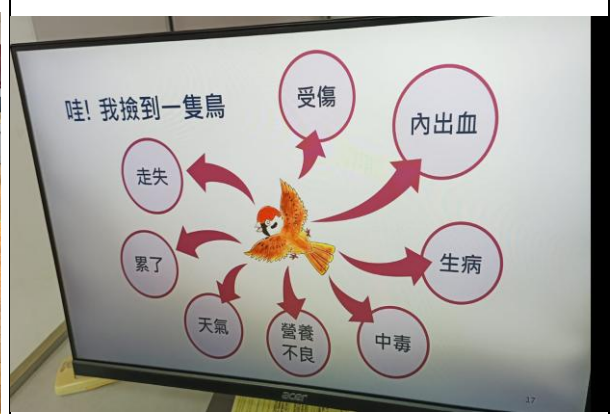 哇! 我撿到一隻鳥
受傷
內出血
走失
生病
累了
天氣
營養
不良
中毒
acer
17